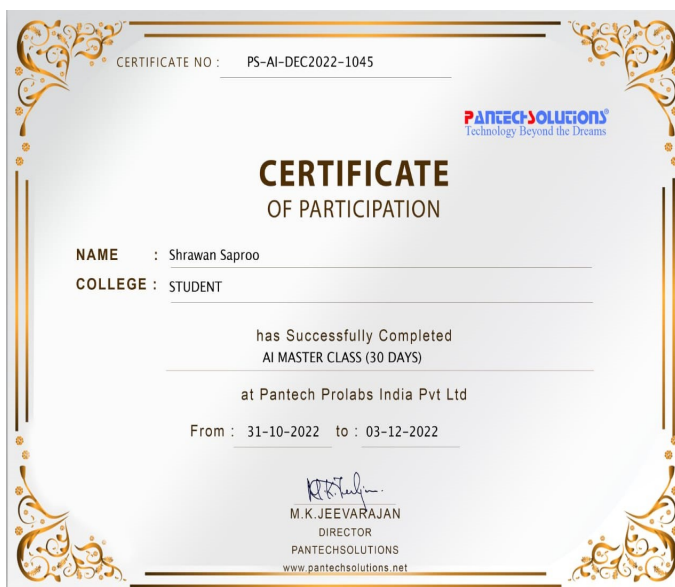 CERTIFICATE NO : PS-AI-DEC2022-1045
PANTECHSOLUTIONS®
Technology Beyond the Dreams
CERTIFICATE
OF PARTICIPATION
NAME : Shrawan Saproo
COLLEGE : STUDENT
has Successfully Completed
AI MASTER CLASS (30 DAYS)
at Pantech Prolabs India Pvt Ltd
From : 31-10-2022 to : 03-12-2022
M.K.JEEVARAJAN
DIRECTOR
PANTECHSOLUTIONS
www.pantechsolutions.net